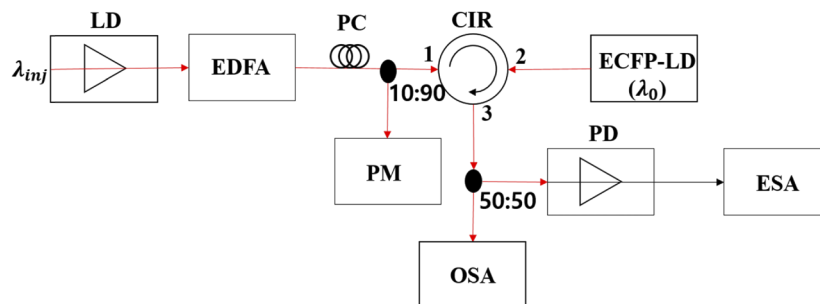 LD
PC
CIR
λinj
EDFA
1
2
ECFP-LD
(λ0)
10:90
3
PM
PD
50:50
ESA
OSA